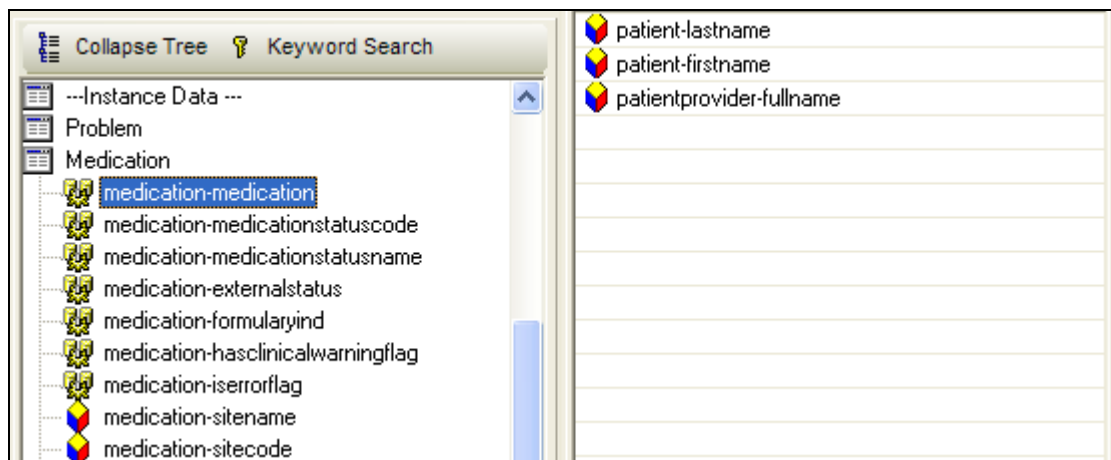 Collapse Tree Keyword Search
---Instance Data ---
Problem
Medication
medication-medication
medication-medicationstatuscode
medication-medicationstatusname
medication-externalstatus
medication-formularyind
medication-hasclinicalwarningflag
medication-iserrorflag
medication-sitename
medication-sitecode
patient-lastname
patient-firstname
patientprovider-fullname